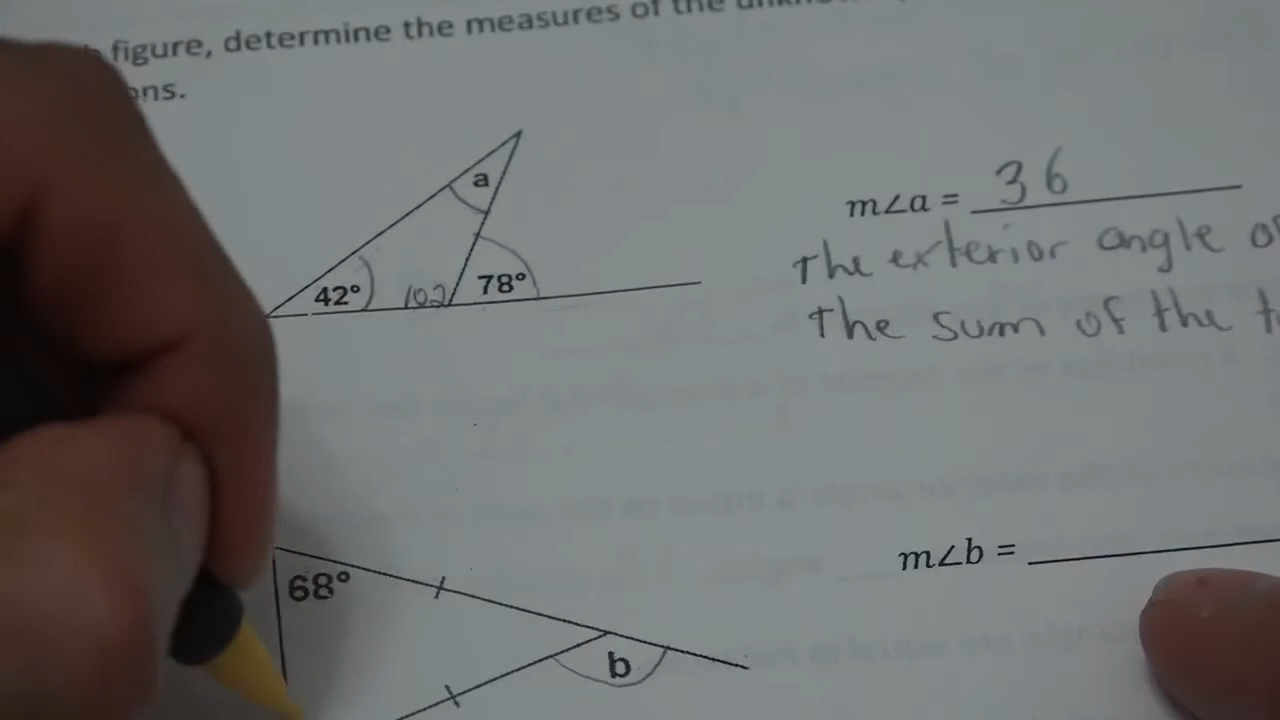 figure, determine the measures of the
ons.
a
m∠a = 36
42° 102 78°
The exterior angle
The sum of the
68°
m∠b =
b